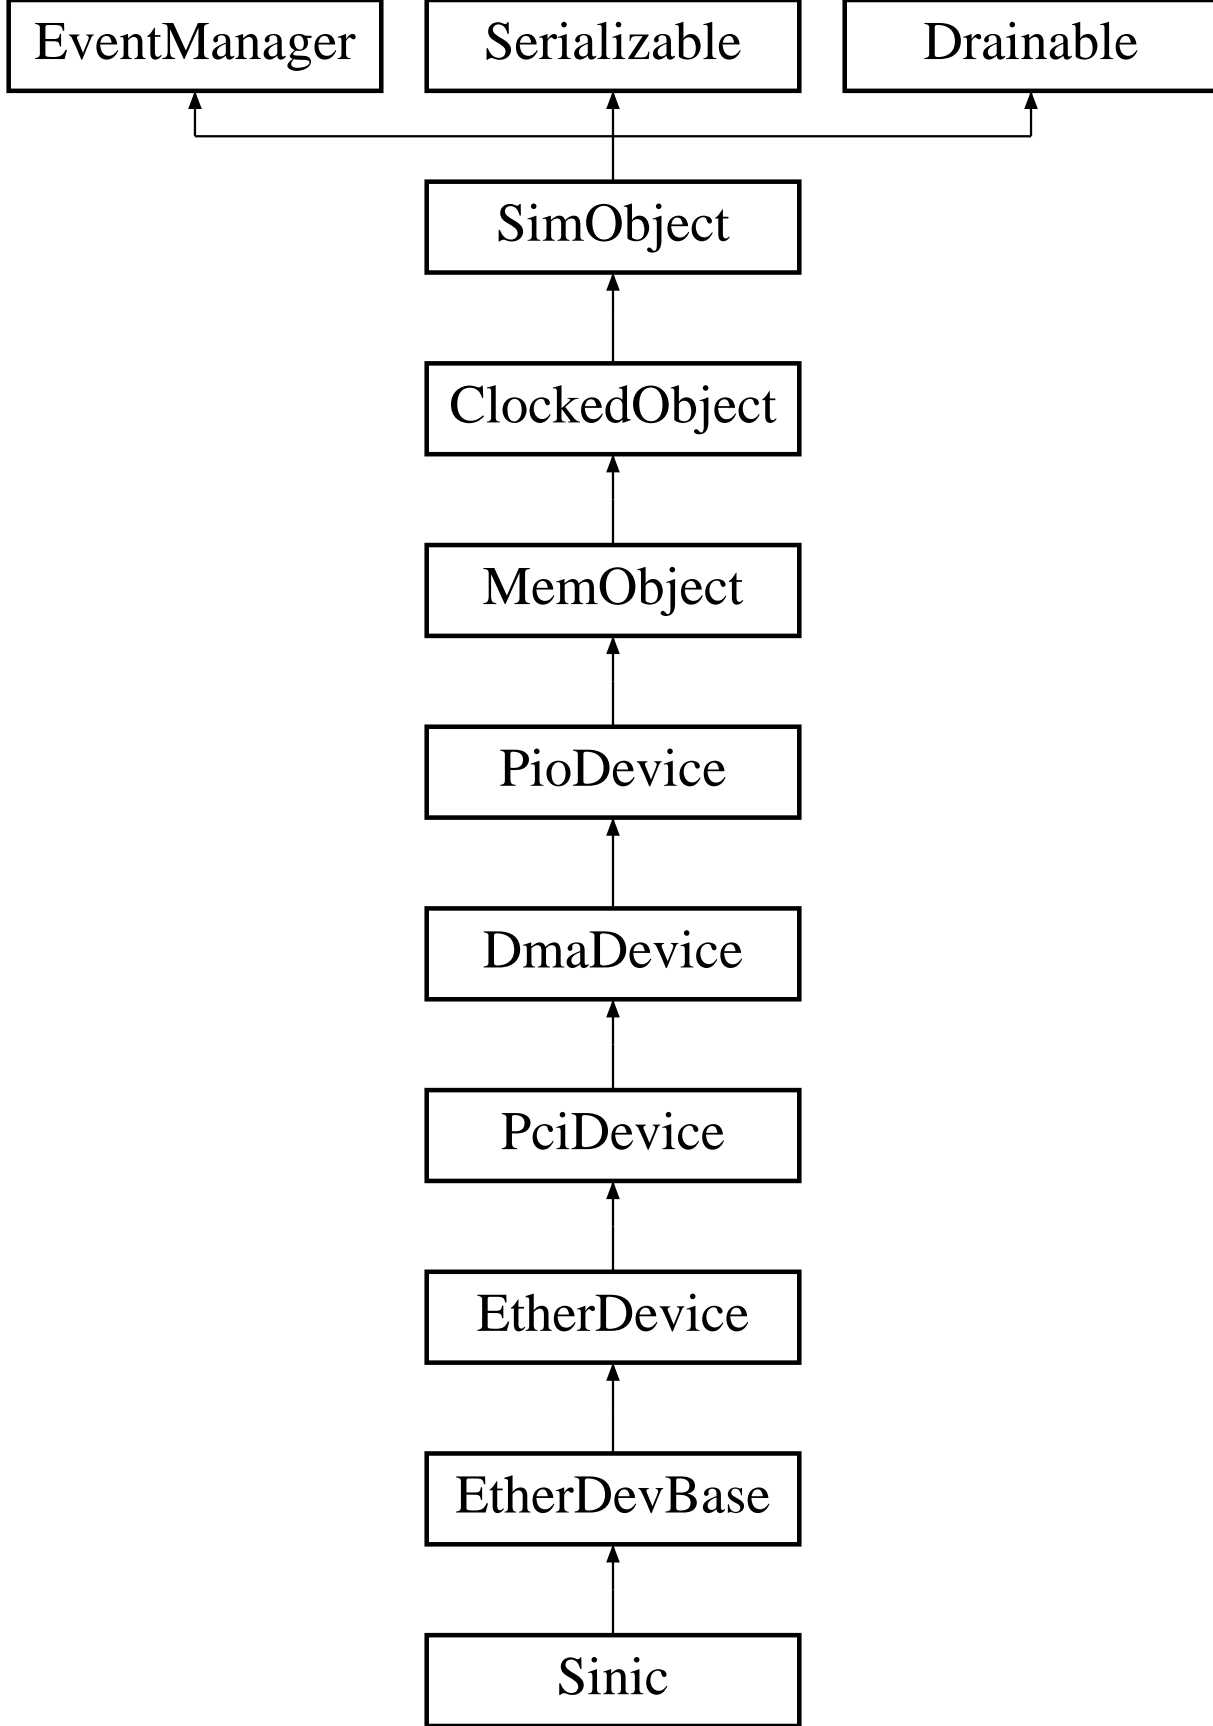 EventManager Serializable Drainable
SimObject
ClockedObject
MemObject
PioDevice
DmaDevice
PciDevice
EtherDevice
EtherDevBase
Sinic